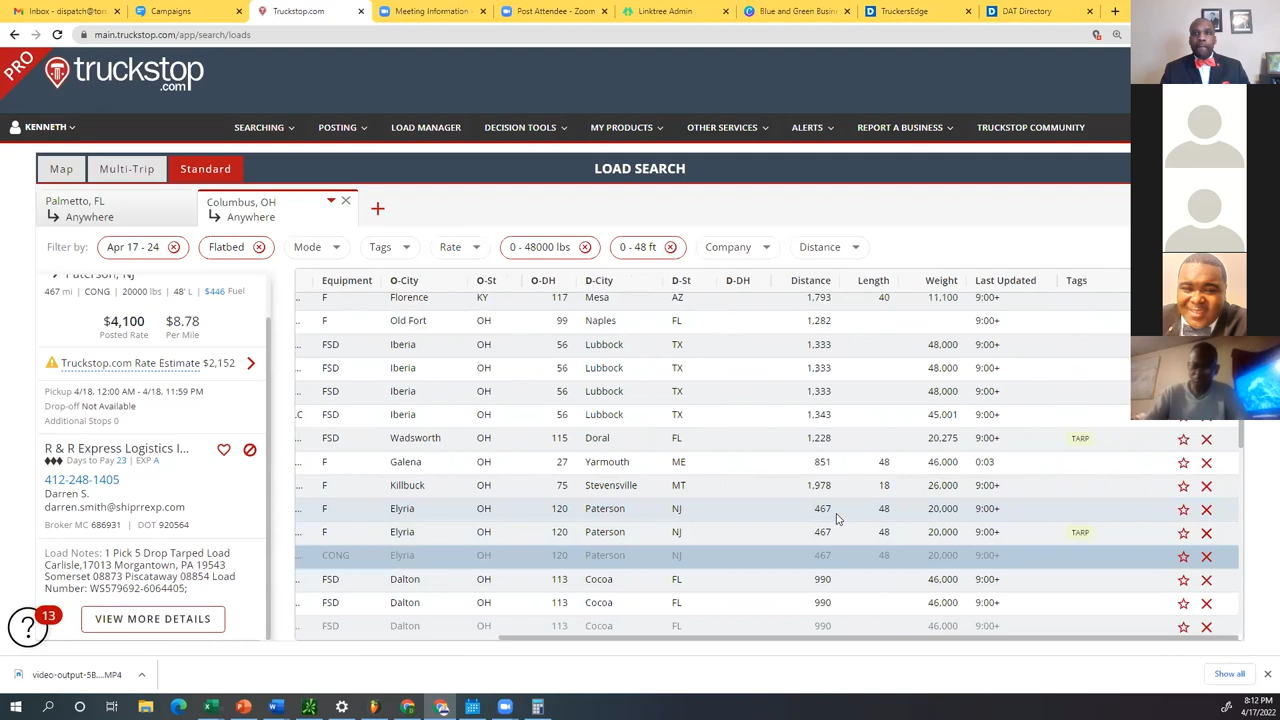 Inbox - dispatch@tor
Campaigns
Truckstop.com
Meeting Information -
Post Attendee - Zoom
Linktree Admin
Blue and Green Busin
TruckersEdge
DAT Directory
main.truckstop.com/app/search/loads
PRO
truckstop
.com
KENNETH
SEARCHING
POSTING
LOAD MANAGER
DECISION TOOLS
MY PRODUCTS
OTHER SERVICES
ALERTS
REPORT A BUSINESS
TRUCKSTOP COMMUNITY
Map
Multi-Trip
Standard
LOAD SEARCH
Palmetto, FL
Anywhere
Columbus, OH
Anywhere
Filter by:
Apr 17 - 24
Flatbed
Mode
Tags
Rate
0 - 48000 lbs
0 - 48 ft
Company
Distance
Paterson, NJ
467 mi | CONG | 20000 lbs | 48' L | $446 Fuel
$4,100 $8.78
Posted Rate Per Mile
Truckstop.com Rate Estimate $2,152
Pickup 4/18, 12:00 AM - 4/18, 11:59 PM
Drop-off Not Available
Additional Stops 0
R & R Express Logistics I...
Days to Pay 23 | EXP A
412-248-1405
Darren S.
darren.smith@shiprrexp.com
Broker MC 686931 | DOT 920564
Load Notes: 1 Pick 5 Drop Tarped Load
Carlisle,17013 Morgantown, PA 19543
Somerset 08873 Piscataway 08854 Load
Number: WS579692-6064405;
VIEW MORE DETAILS
13
?
Equipment O-City O-St O-DH D-City D-St D-DH Distance Length Weight Last Updated Tags
F Florence KY 117 Mesa AZ 1,793 40 11,100 9:00+
F Old Fort OH 99 Naples FL 1,282 9:00+
... FSD Iberia OH 56 Lubbock TX 1,333 48,000 9:00+
... FSD Iberia OH 56 Lubbock TX 1,333 48,000 9:00+
... FSD Iberia OH 56 Lubbock TX 1,333 48,000 9:00+
.C FSD Iberia OH 56 Lubbock TX 1,343 45,001 9:00+
FSD Wadsworth OH 115 Doral FL 1,228 20,275 9:00+ TARP
... F Galena OH 27 Yarmouth ME 851 48 46,000 0:03
... F Killbuck OH 75 Stevensville MT 1,978 18 26,000 9:00+
... F Elyria OH 120 Paterson NJ 467 48 20,000 9:00+
... F Elyria OH 120 Paterson NJ 467 48 20,000 9:00+ TARP
... CONG Elyria OH 120 Paterson NJ 467 48 20,000 9:00+
... FSD Dalton OH 113 Cocoa FL 990 46,000 9:00+
... FSD Dalton OH 113 Cocoa FL 990 46,000 9:00+
... FSD Dalton OH 113 Cocoa FL 990 46,000 9:00+
video-output-5B....MP4
Show all
8:12 PM
4/17/2022